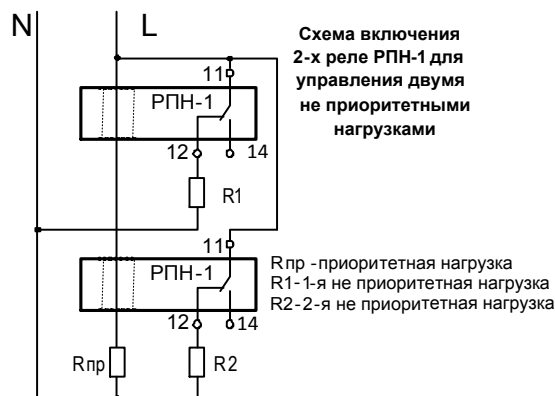 N
L
Схема включения
2-х реле РПН-1 для
управления двумя
не приоритетными
нагрузками
11
РПН-1
12
14
R1
11
РПН-1
12
14
Rпр -приоритетная нагрузка
R1-1-я не приоритетная нагрузка
R2-2-я не приоритетная нагрузка
Rпр
R2